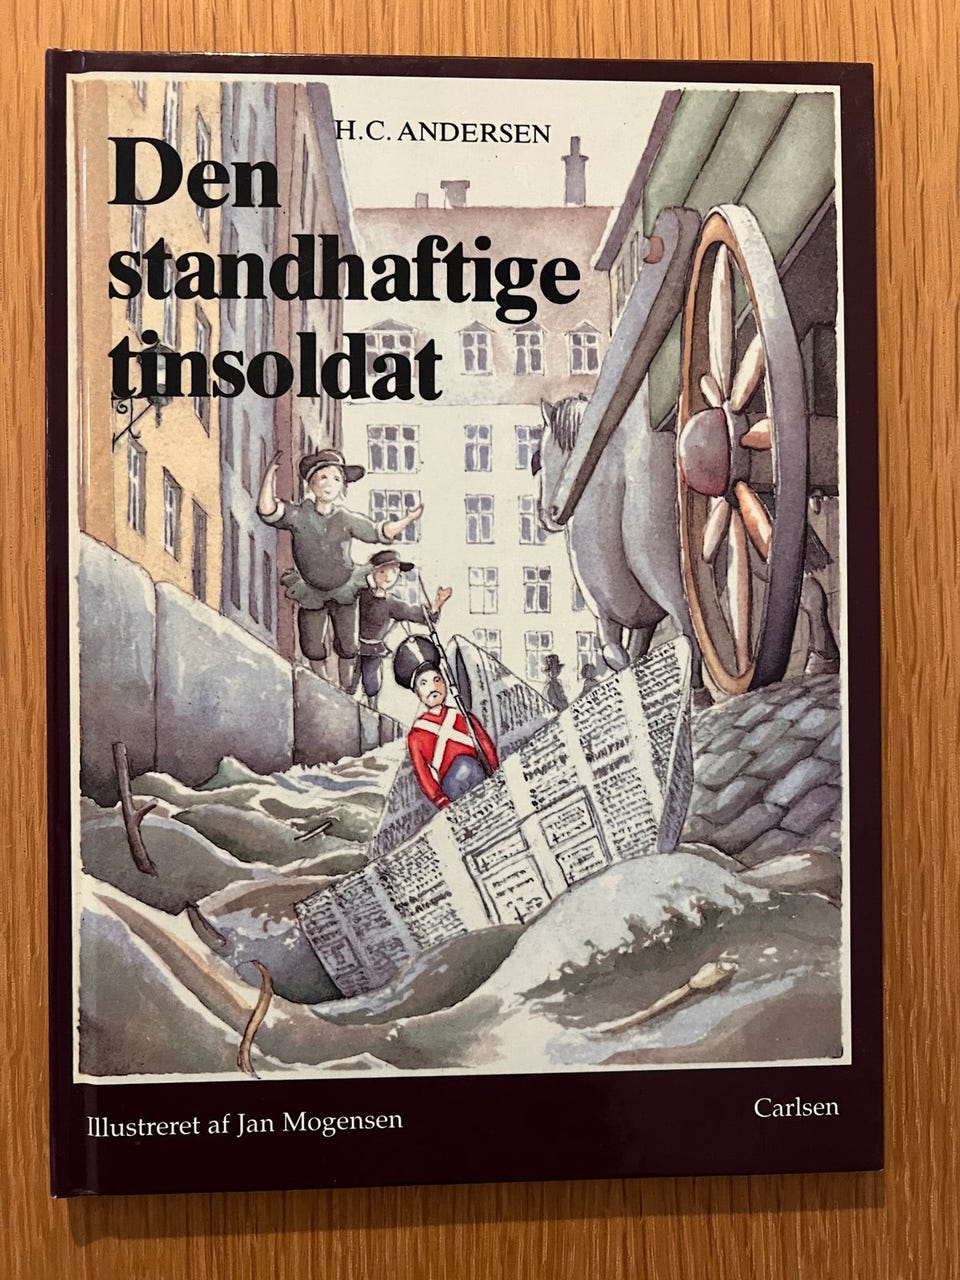 H.C. ANDERSEN
Den
standhaftige
tinsoldat
Illustreret af Jan Mogensen
Carlsen